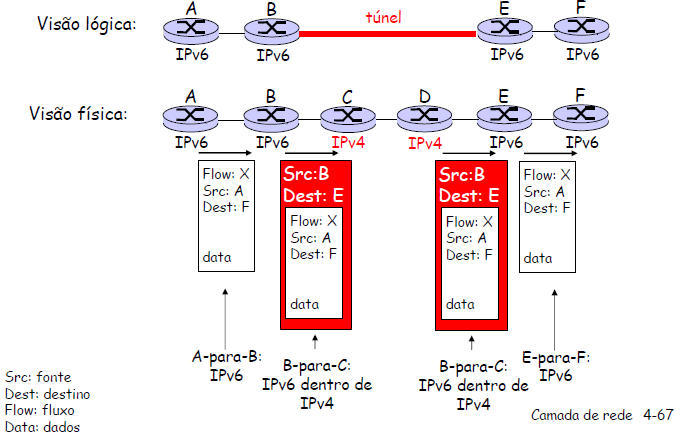 Visão lógica:
A B túnel E F
IPv6 IPv6 IPv6 IPv6
Visão física:
A B C D E F
IPv6 IPv6 IPv4 IPv4 IPv6 IPv6
Flow: X
Src: A
Dest: F
data
Src:B
Dest: E
Flow: X
Src: A
Dest: F
data
Src:B
Dest: E
Flow: X
Src: A
Dest: F
data
Flow: X
Src: A
Dest: F
data
A-para-B:
IPv6
B-para-C:
IPv6 dentro de
IPv4
B-para-C:
IPv6 dentro de
IPv4
E-para-F:
IPv6
Src: fonte
Dest: destino
Flow: fluxo
Data: dados
Camada de rede 4-67